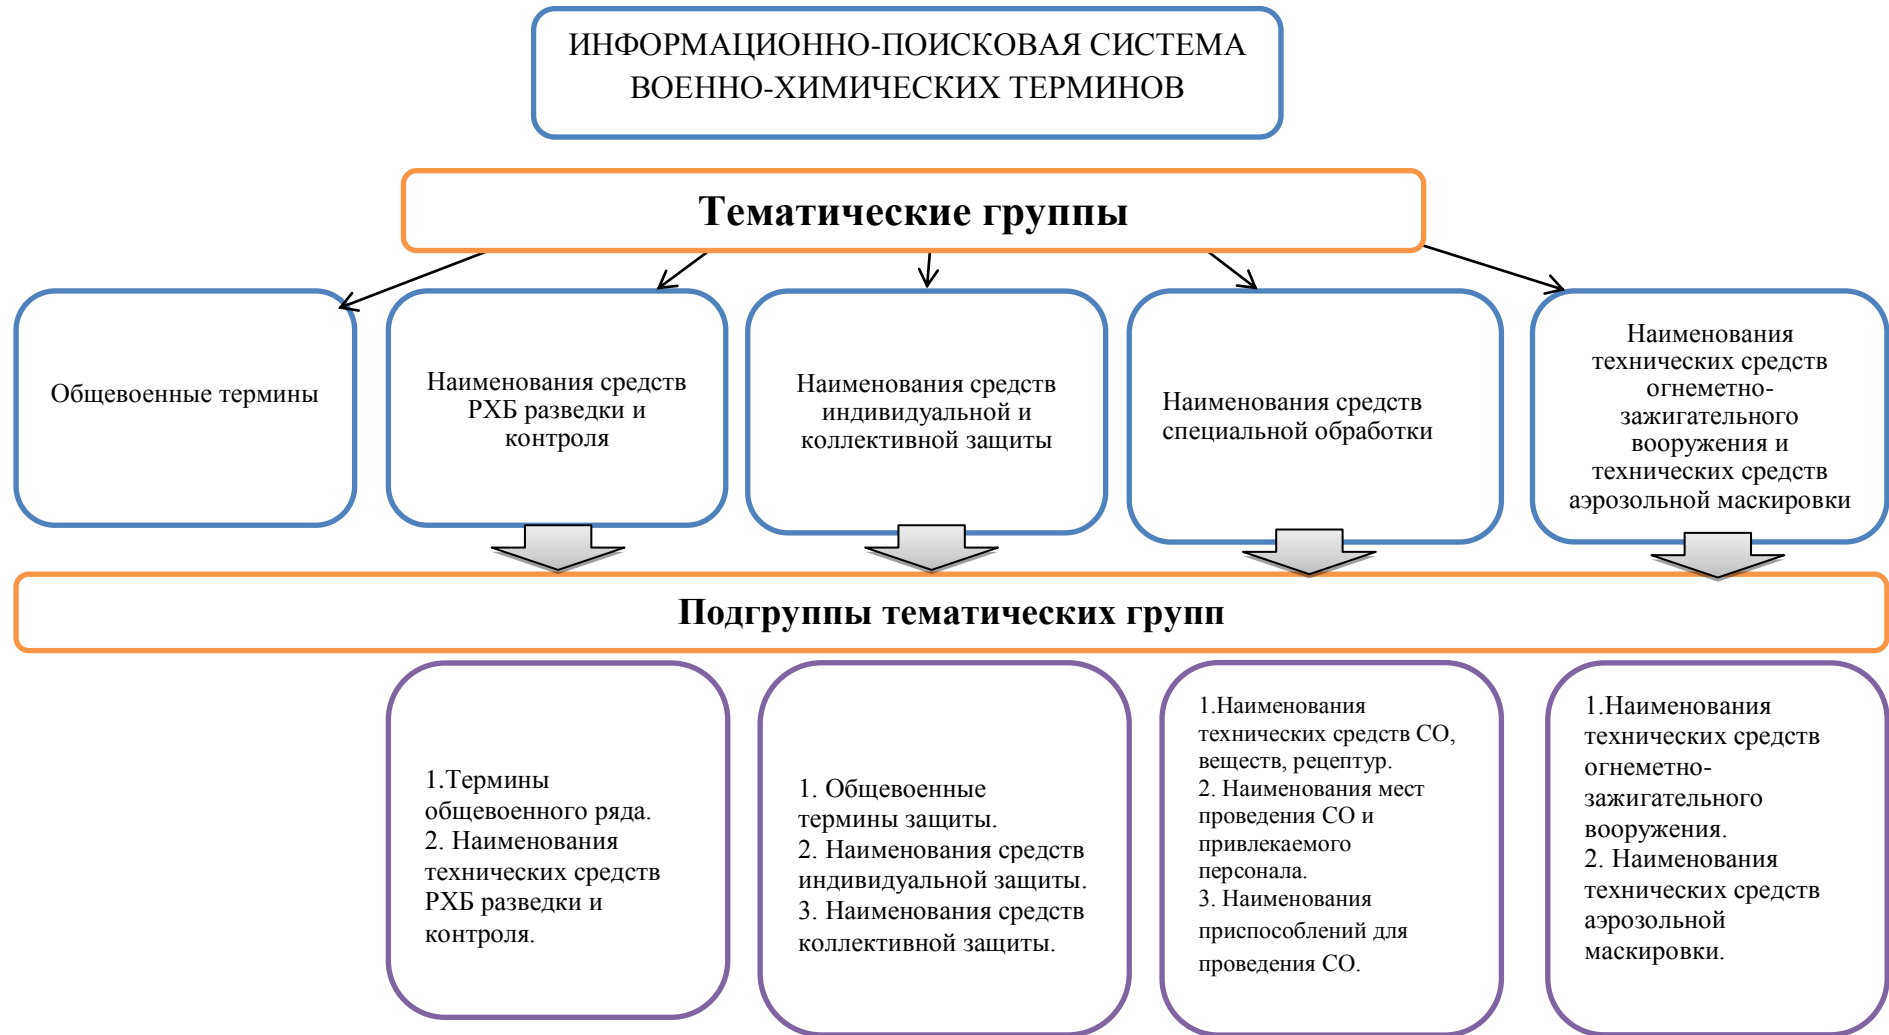 ИНФОРМАЦИОННО-ПОИСКОВАЯ СИСТЕМА
ВОЕННО-ХИМИЧЕСКИХ ТЕРМИНОВ
Тематические группы
Общевоенные термины
Наименования средств
РХБ разведки и
контроля
Наименования средств
индивидуальной и
коллективной защиты
Наименования средств
специальной обработки
Наименования
технических средств
огнеметно-
зажигательного
вооружения и
технических средств
аэрозольной маскировки
Подгруппы тематических групп
1.Термины
общевоенного ряда.
2. Наименования
технических средств
РХБ разведки и
контроля.
1. Общевоенные
термины защиты.
2. Наименования средств
индивидуальной защиты.
3. Наименования средств
коллективной защиты.
1.Наименования
технических средств СО,
веществ, рецептур.
2. Наименования мест
проведения СО и
привлекаемого
персонала.
3. Наименования
приспособлений для
проведения СО.
1.Наименования
технических средств
огнеметно-
зажигательного
вооружения.
2. Наименования
технических средств
аэрозольной
маскировки.